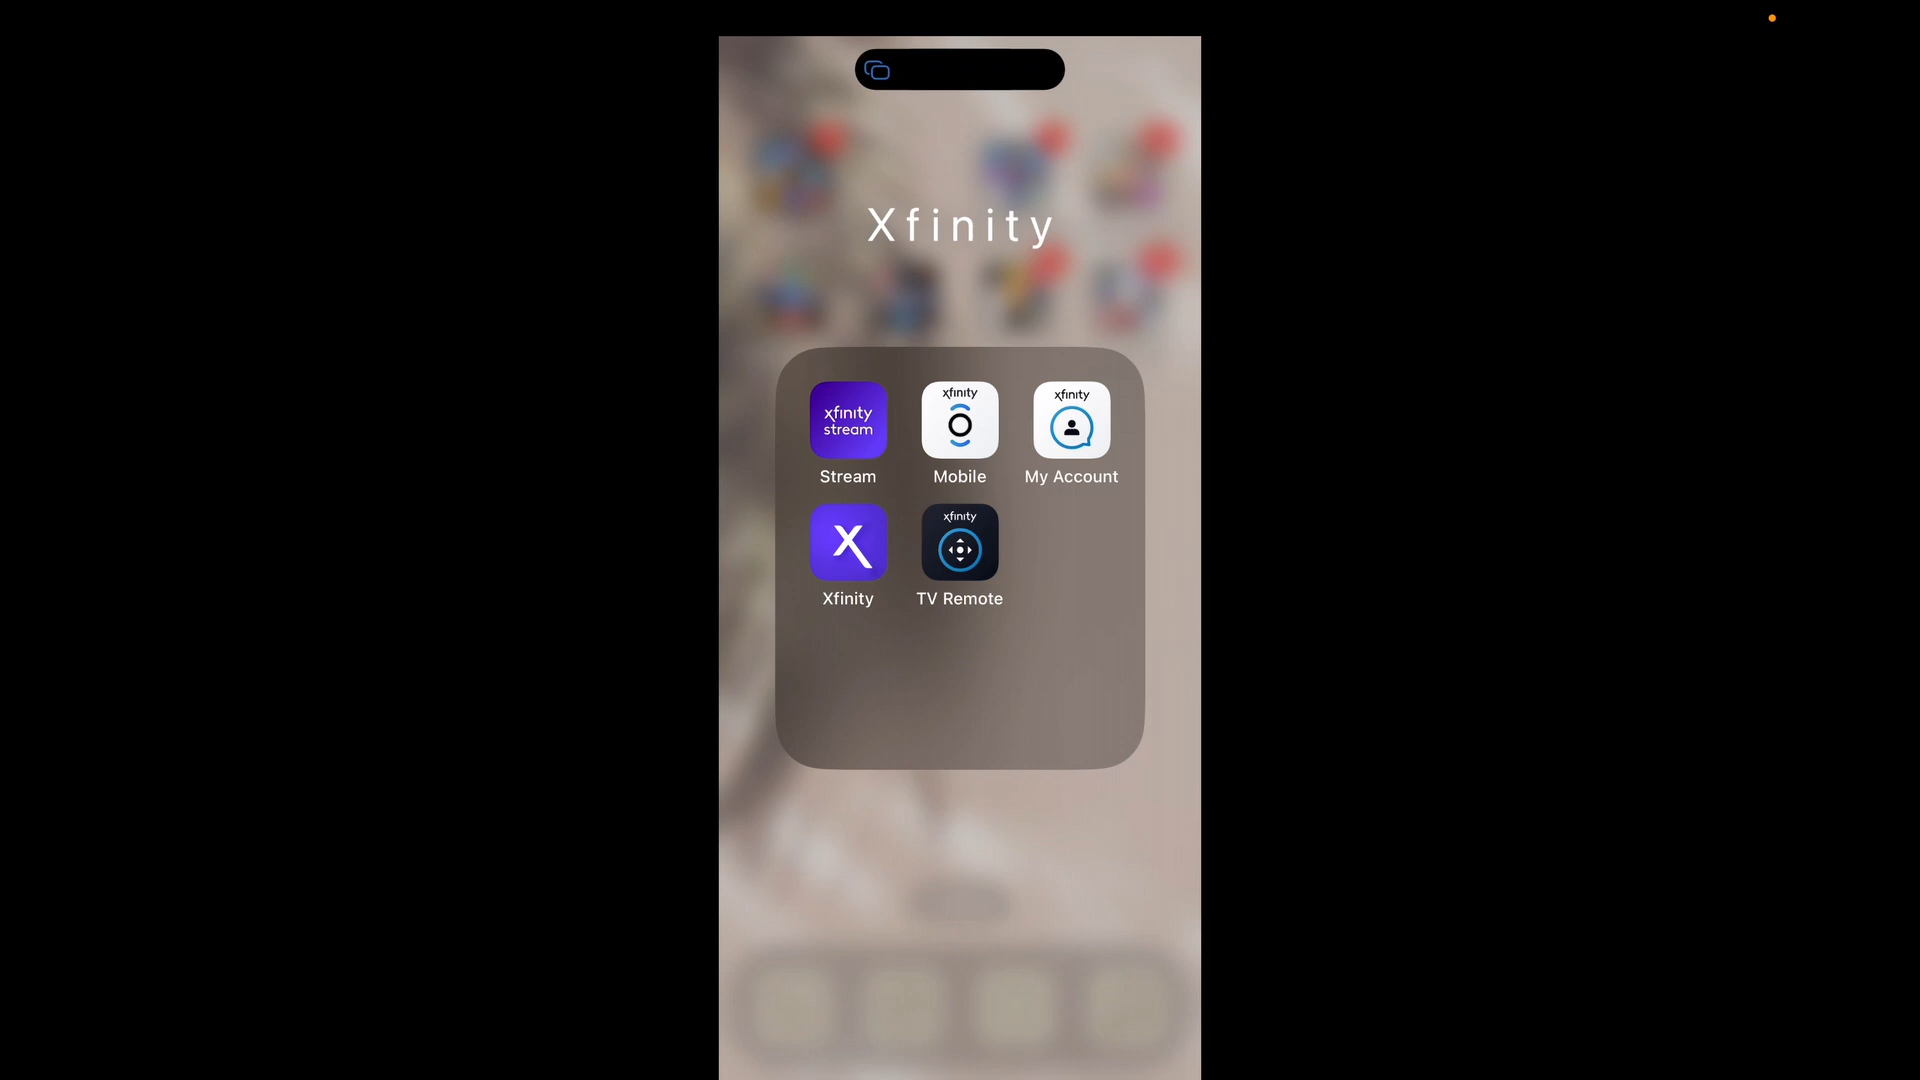 Xfinity
xfinity
stream
Stream
xfinity
Mobile
xfinity
My Account
X
Xfinity
xfinity
TV Remote